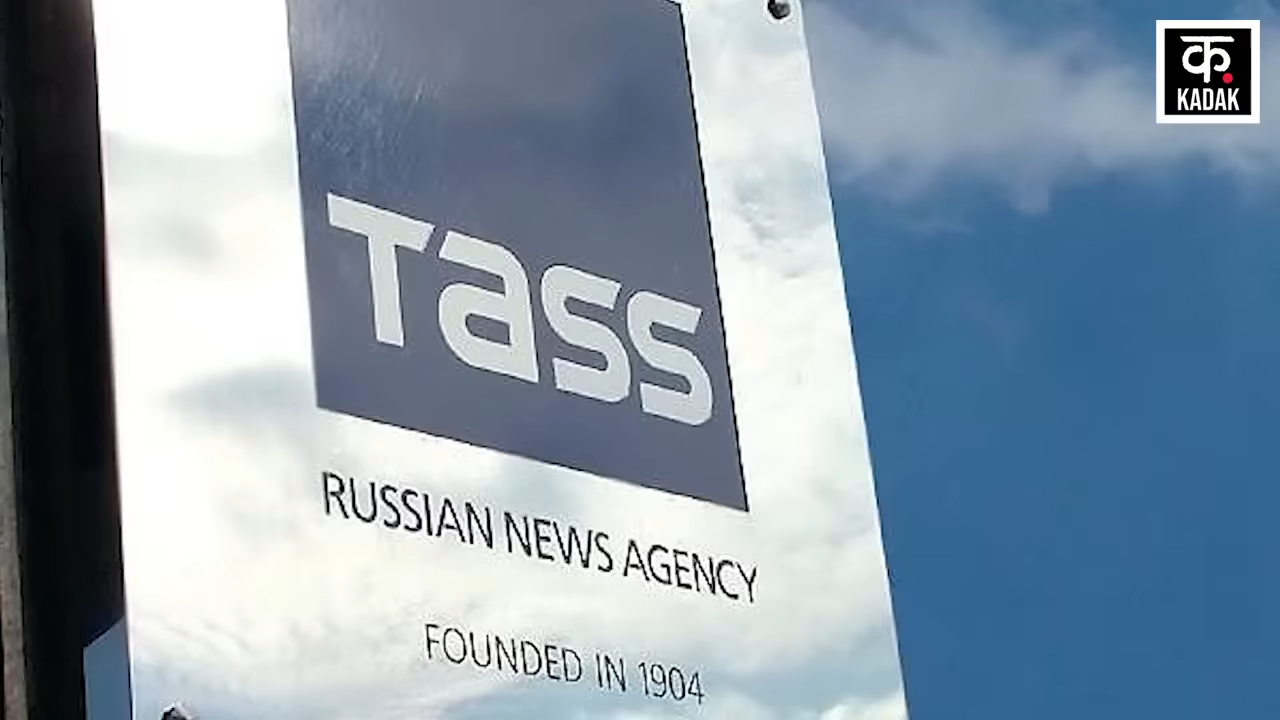 Tass
RUSSIAN NEWS AGENCY
FOUNDED IN 1904
क.
KADAK